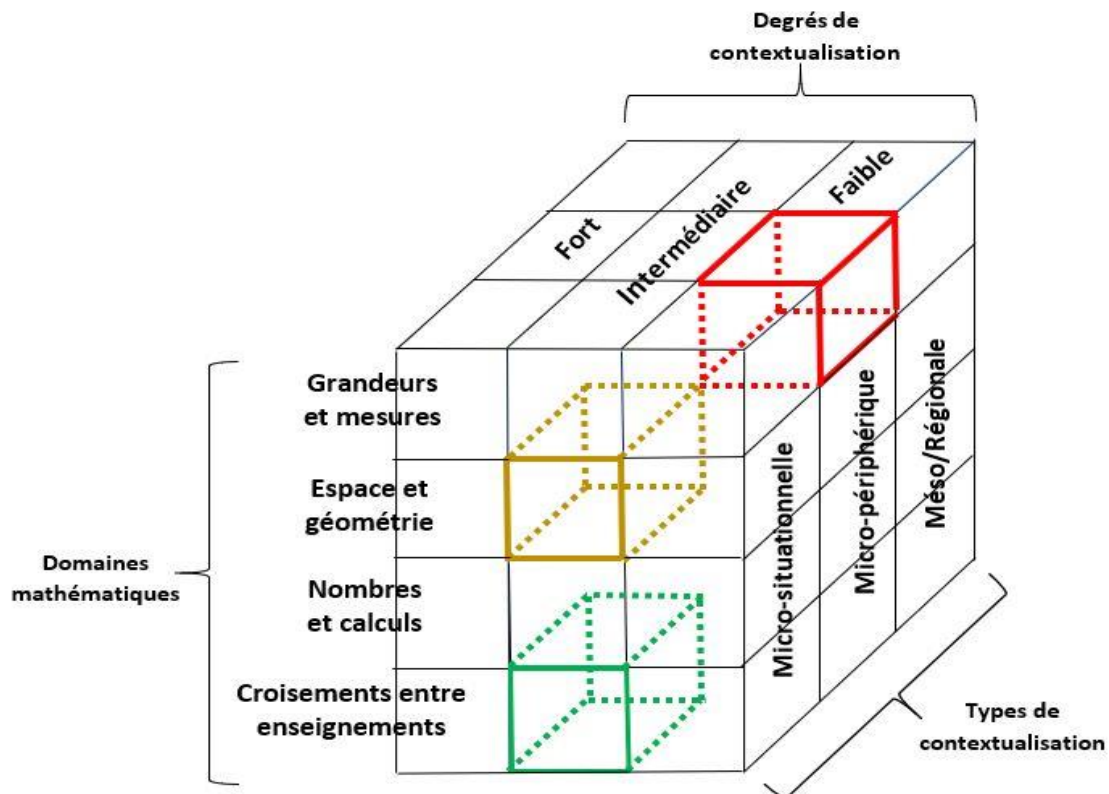 Degrés de
contextualisation
Fort
Intermédiaire
Faible
Grandeurs
et mesures
Espace et
géométrie
Nombres
et calculs
Croisements entre
enseignements
Domaines
mathématiques
Micro-situationnelle
Micro-périphérique
Méso/Régionale
Types de
contextualisation